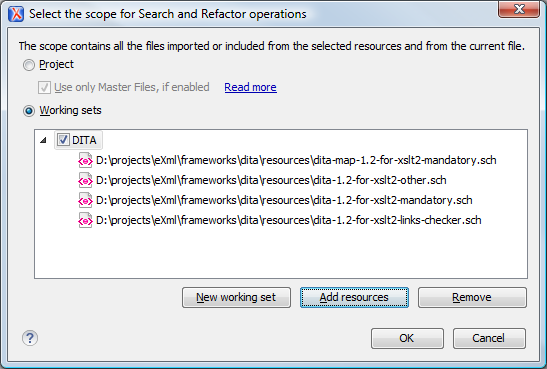 Select the scope for Search and Refactor operations
The scope contains all the files imported or included from the selected resources and from the current file.
Project
Use only Master Files, if enabled Read more
Working sets
DITA
D:\projects\eXml\frameworks\dita\resources\dita-map-1.2-for-xslt2-mandatory.sch
D:\projects\eXml\frameworks\dita\resources\dita-1.2-for-xslt2-other.sch
D:\projects\eXml\frameworks\dita\resources\dita-1.2-for-xslt2-mandatory.sch
D:\projects\eXml\frameworks\dita\resources\dita-1.2-for-xslt2-links-checker.sch
New working set Add resources Remove
? OK Cancel